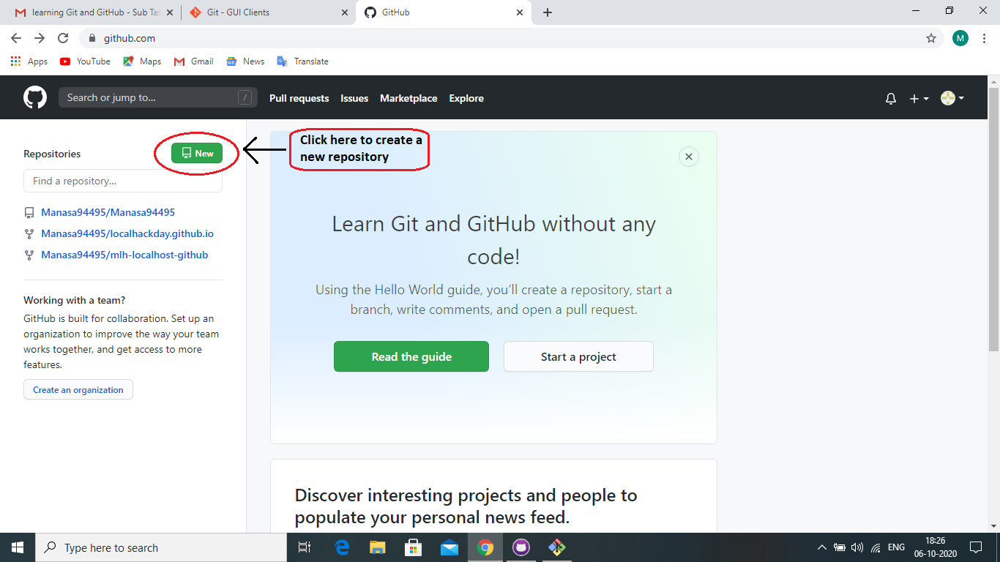 learning Git and GitHub - Sub Tas
Git - GUI Clients
GitHub
github.com
M
Apps
YouTube
Maps
Gmail
News
Translate
Search or jump to...
/
Pull requests
Issues
Marketplace
Explore
Repositories
New
Click here to create a
new repository
Find a repository...
Manasa94495/Manasa94495
Manasa94495/localhackday.github.io
Manasa94495/mlh-localhost-github
Working with a team?
GitHub is built for collaboration. Set up an
organization to improve the way your team
works together, and get access to more
features.
Create an organization
Learn Git and GitHub without any
code!
Using the Hello World guide, you’ll create a repository, start a
branch, write comments, and open a pull request.
Read the guide
Start a project
Discover interesting projects and people to
populate your personal news feed.
Type here to search
ENG
18:26
06-10-2020